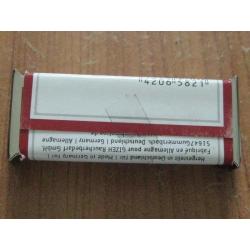 42065821
Hergestellt in Deutschland für | Made in Germany for |
Fabriqué en Allemagne pour GIZEH Raucherbedarf GmbH,
51647 Gummersbach, Deutschland | Germany | Allemagne